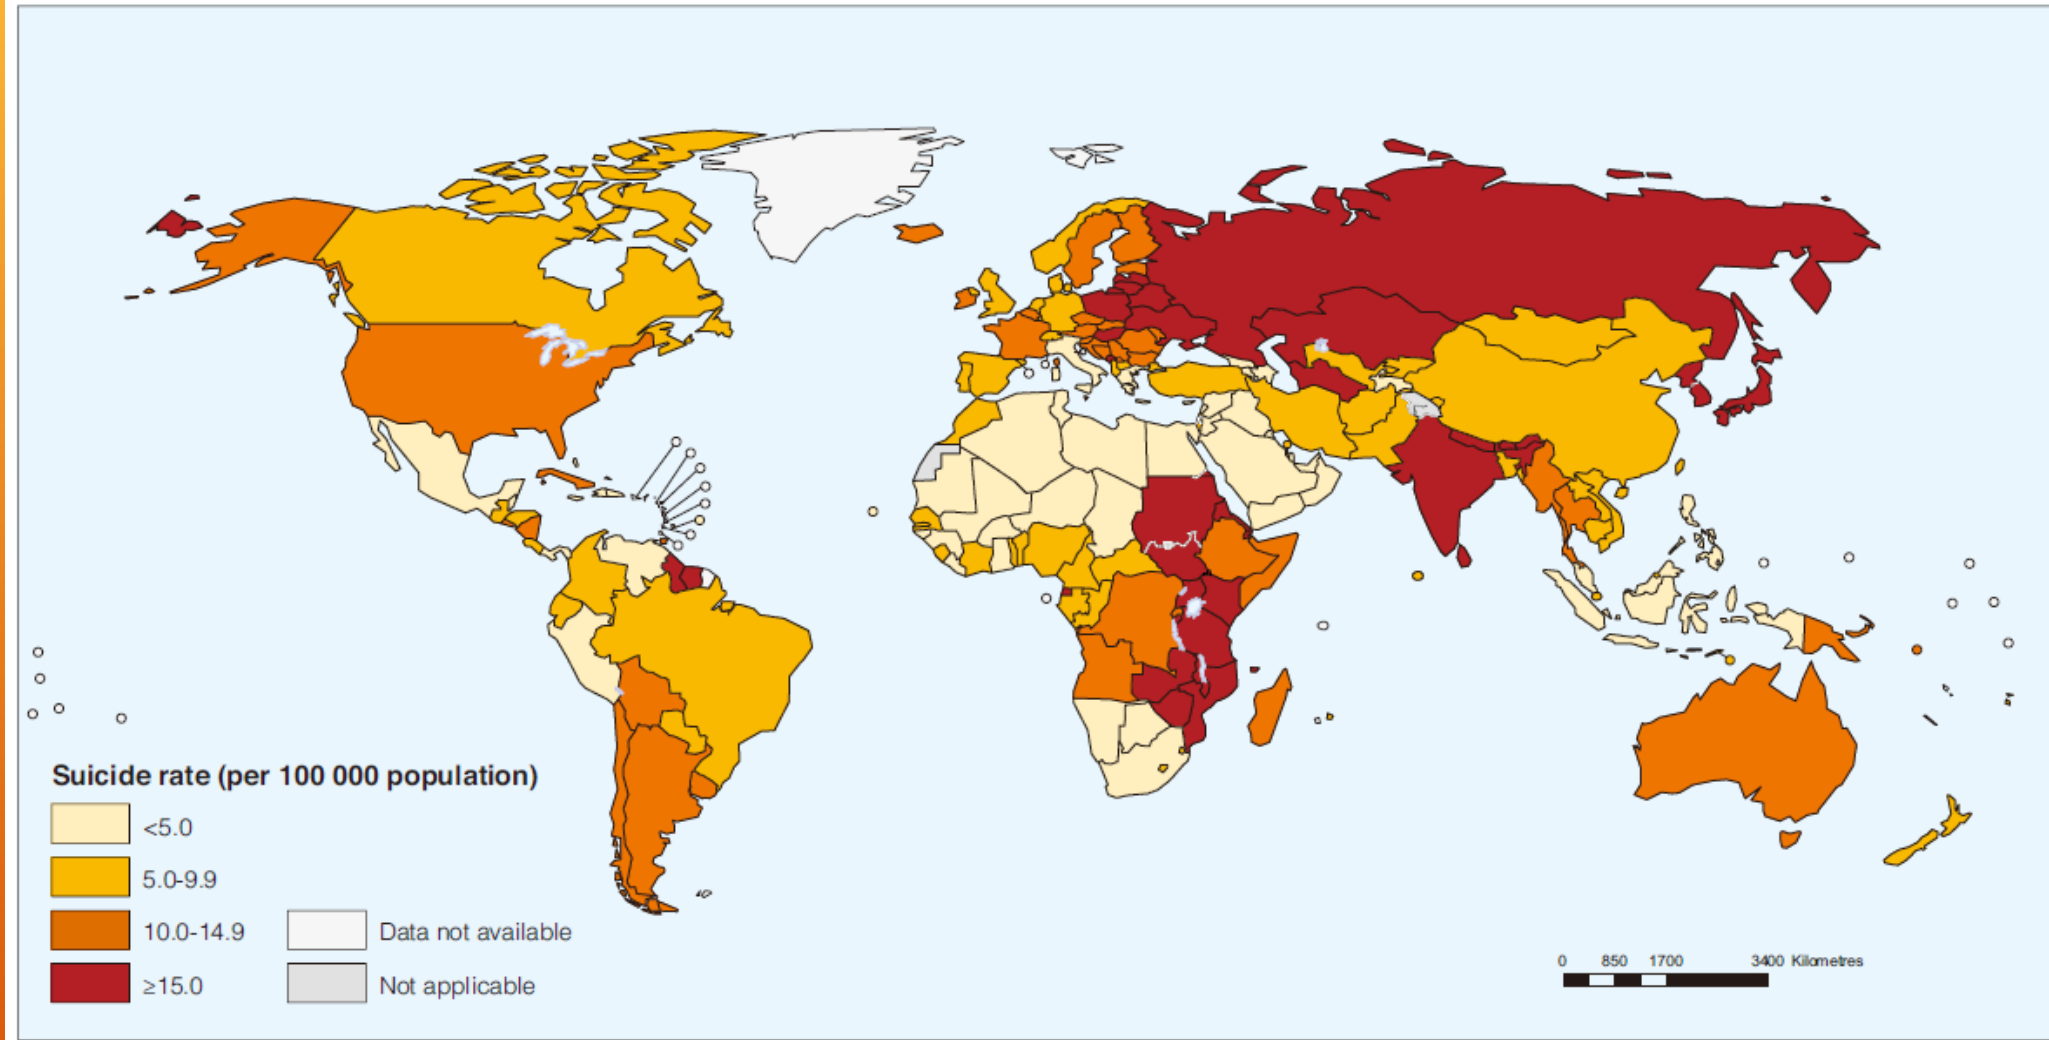 Suicide rate (per 100 000 population)
<5.0
5.0-9.9
10.0-14.9
≥15.0
Data not available
Not applicable
0 850 1700 3400 Kilometres